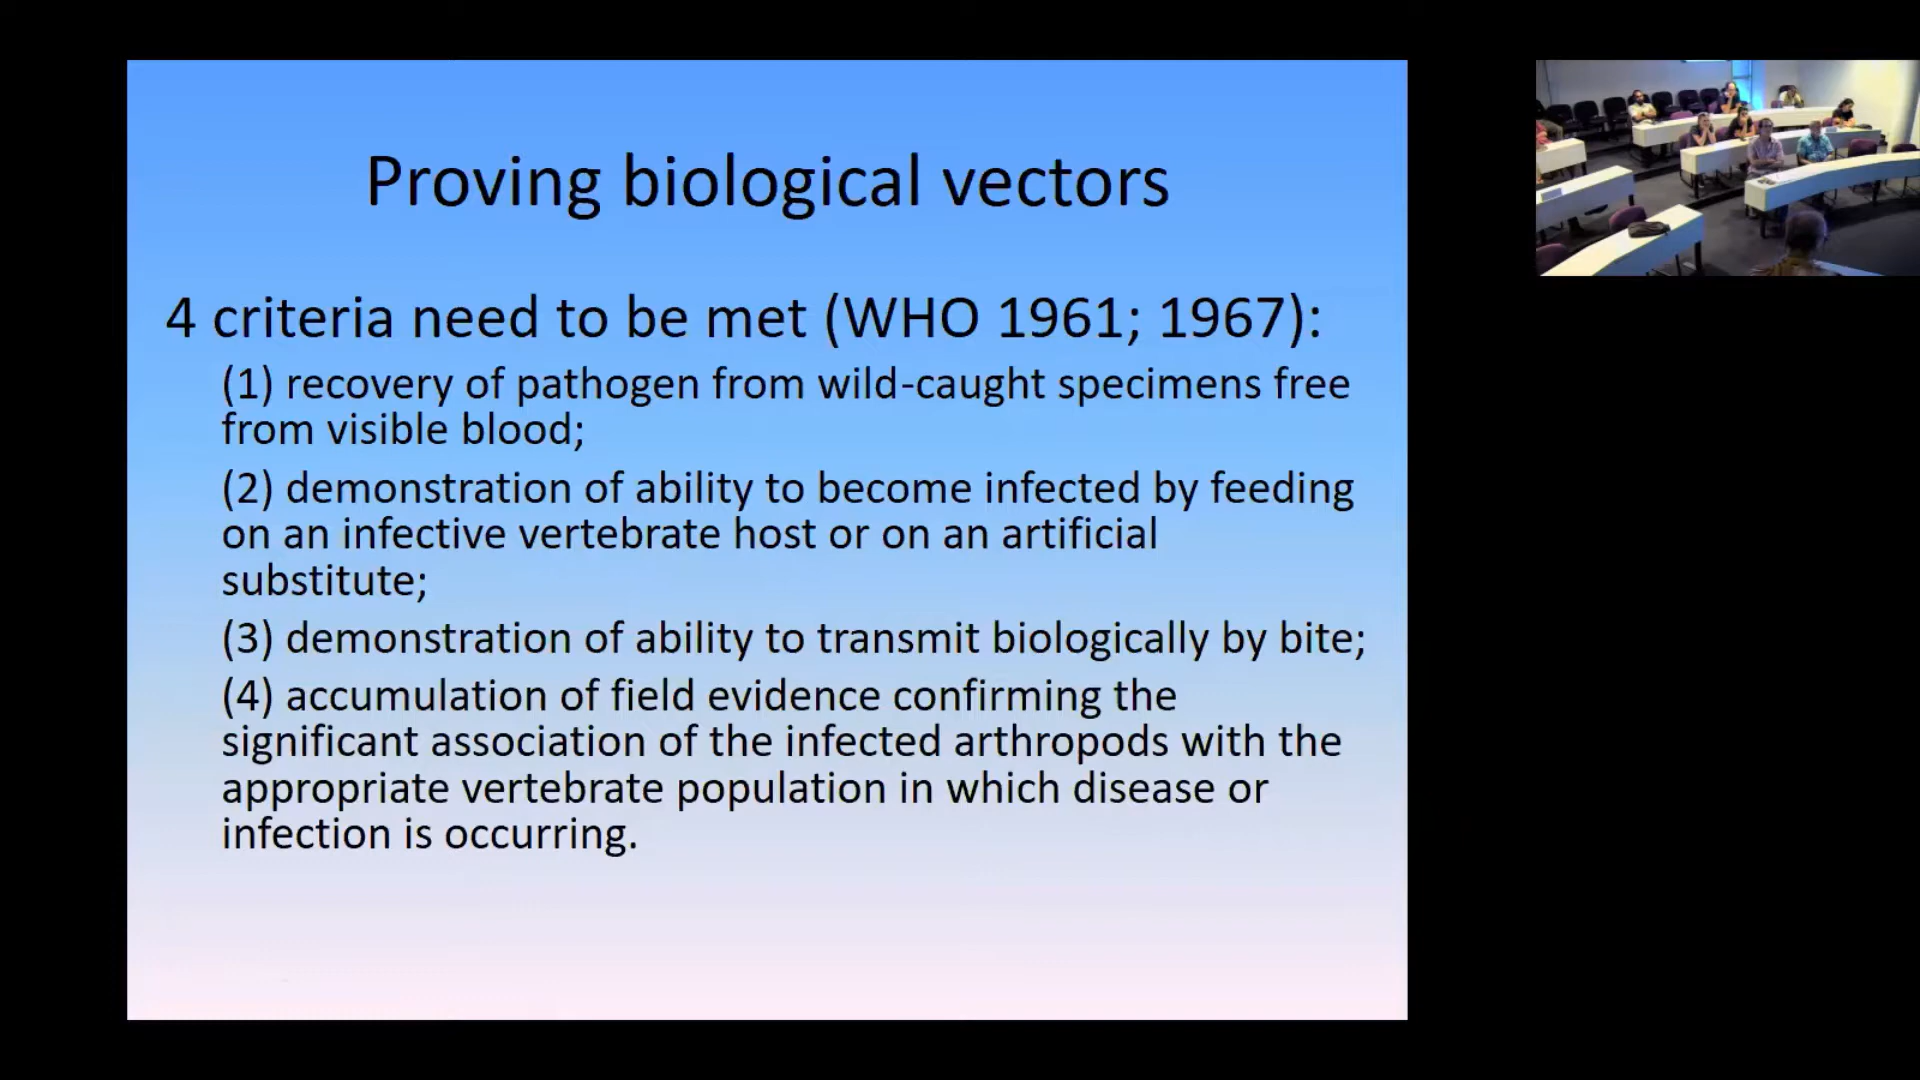 Proving biological vectors
4 criteria need to be met (WHO 1961; 1967):
(1) recovery of pathogen from wild-caught specimens free
from visible blood;
(2) demonstration of ability to become infected by feeding
on an infective vertebrate host or on an artificial
substitute;
(3) demonstration of ability to transmit biologically by bite;
(4) accumulation of field evidence confirming the
significant association of the infected arthropods with the
appropriate vertebrate population in which disease or
infection is occurring.